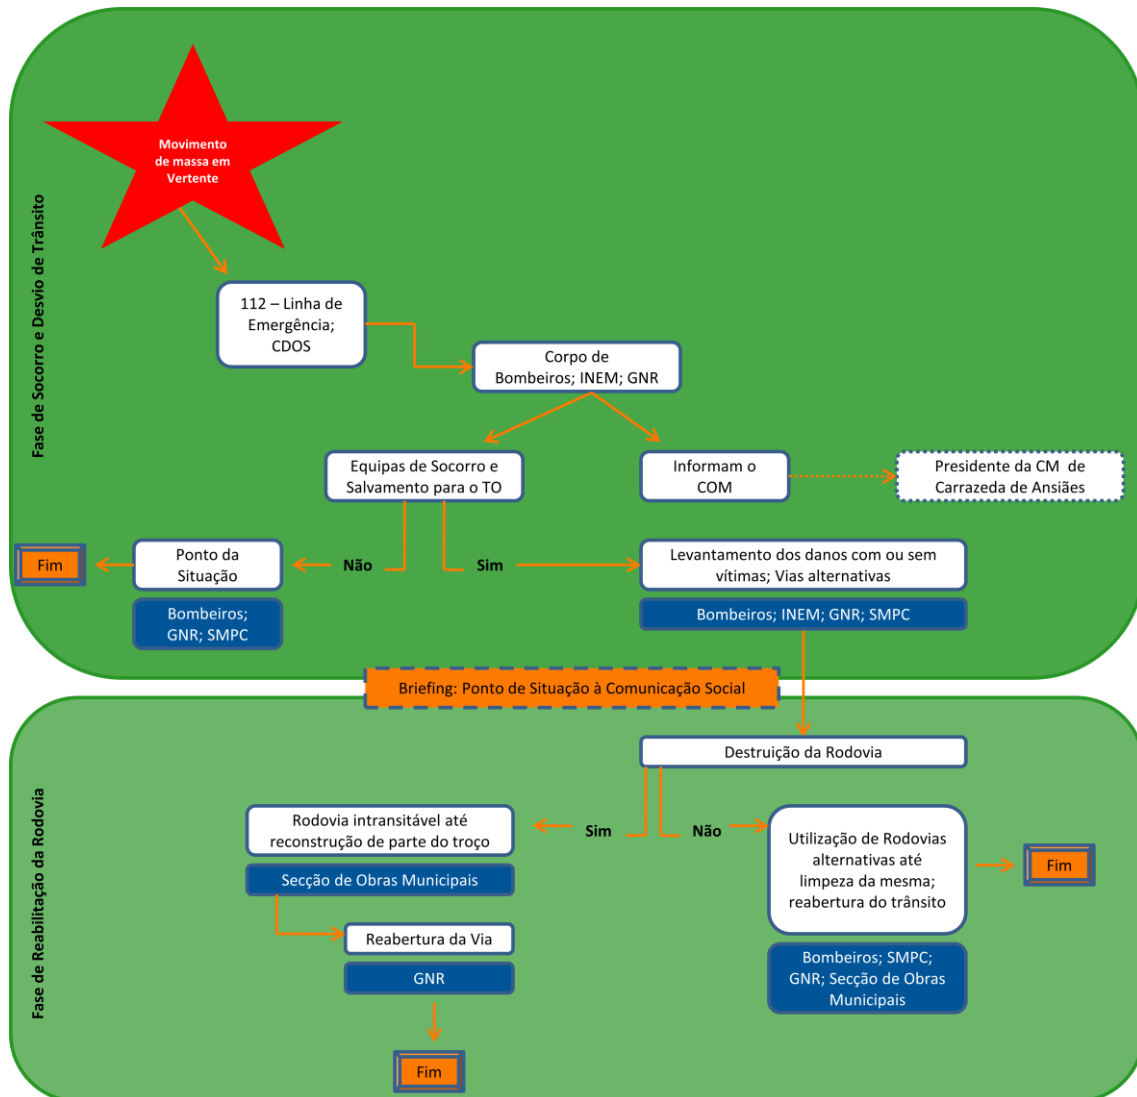 Fase de Socorro e Desvio de Trânsito
Movimento
de massa em
Vertente
112 – Linha de
Emergência;
CDOS
Corpo de
Bombeiros; INEM; GNR
Equipas de Socorro e
Salvamento para o TO
Informam o
COM
Presidente da CM de
Carrazeda de Ansiães
Fim
Ponto da
Situação
Não
Sim
Levantamento dos danos com ou sem
vítimas; Vias alternativas
Bombeiros;
GNR; SMPC
Bombeiros; INEM; GNR; SMPC
Briefing: Ponto de Situação à Comunicação Social
Fase de Reabilitação da Rodovia
Destruição da Rodovia
Rodovia intransitável até
reconstrução de parte do troço
Sim
Não
Utilização de Rodovias
alternativas até
limpeza da mesma;
reabertura do trânsito
Fim
Secção de Obras Municipais
Reabertura da Via
GNR
Bombeiros; SMPC;
GNR; Secção de Obras
Municipais
Fim